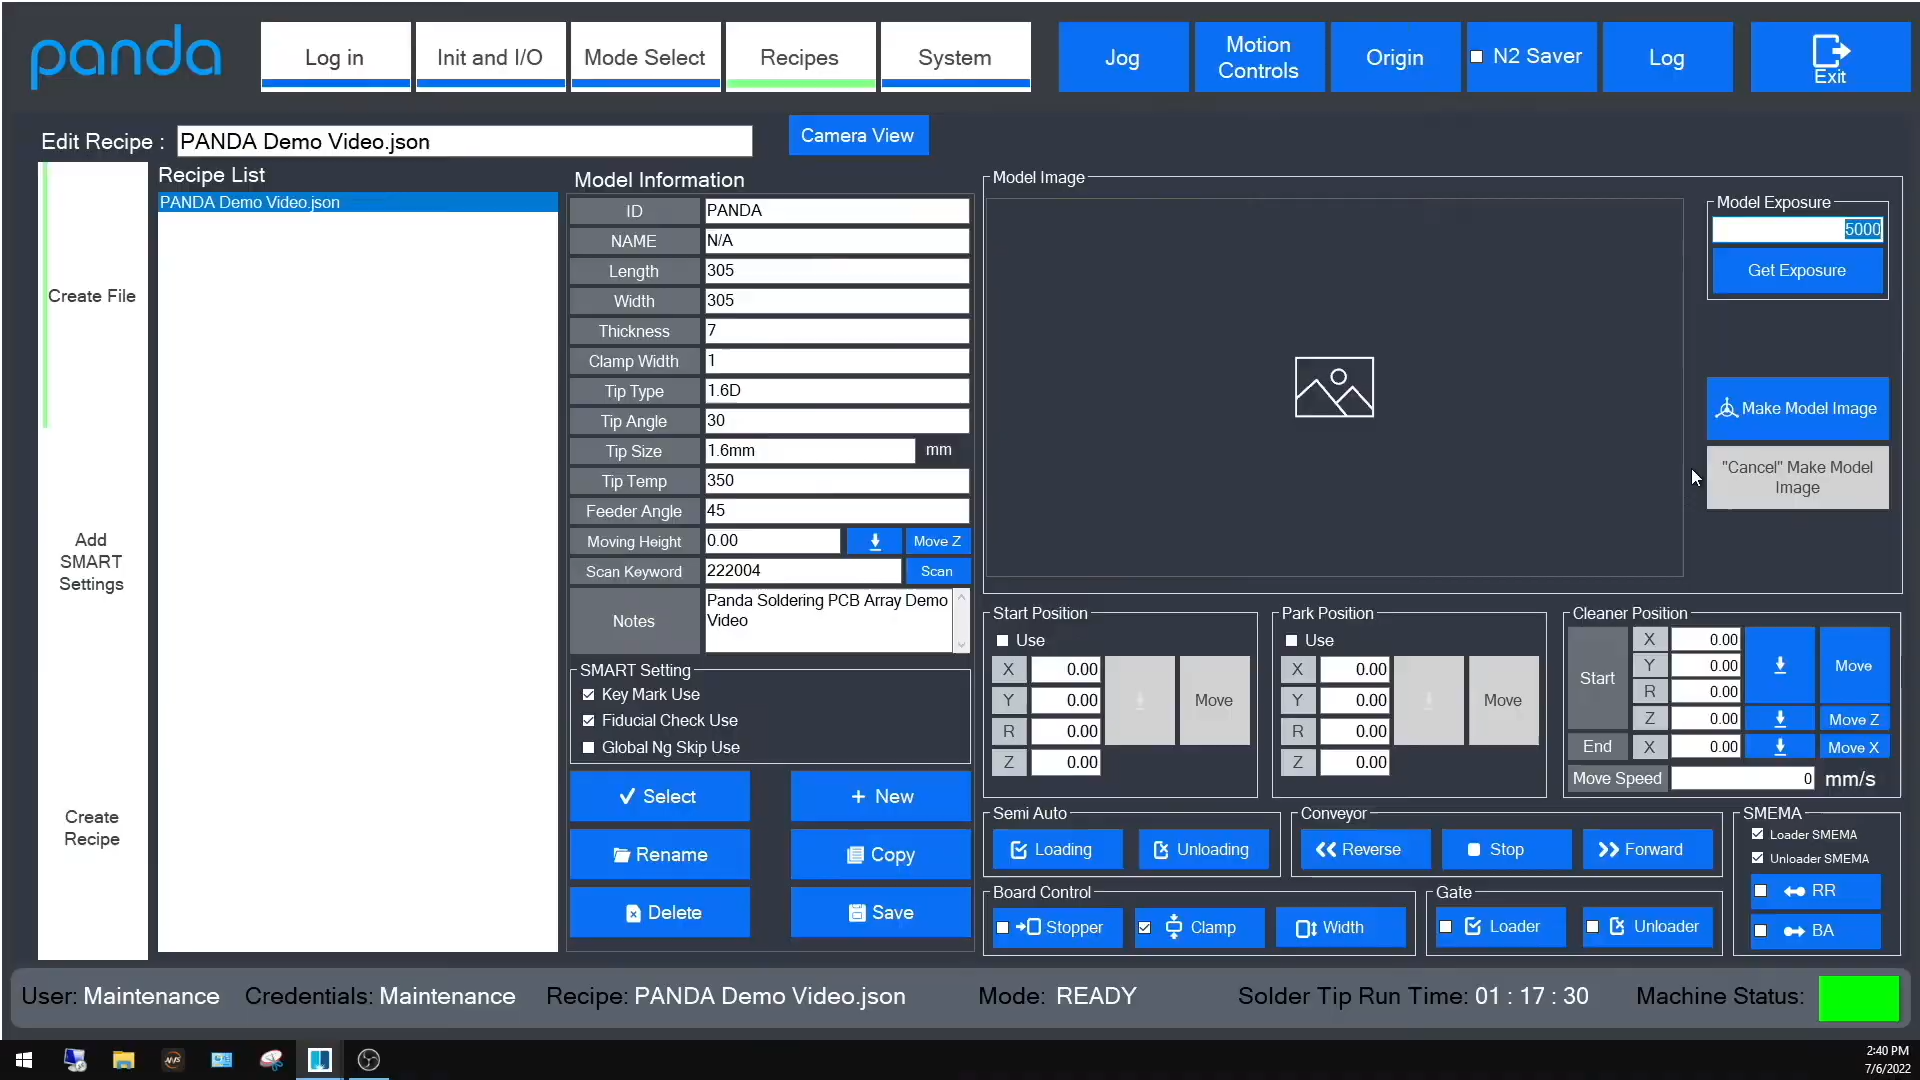 panda
Log in
Init and I/O
Mode Select
Recipes
System
Jog
Motion
Controls
Origin
N2 Saver
Log
Exit
Edit Recipe :
PANDA Demo Video.json
Camera View
Recipe List
PANDA Demo Video.json
Create File
Add
SMART
Settings
Create
Recipe
Model Information
ID PANDA
NAME N/A
Length 305
Width 305
Thickness 7
Clamp Width 1
Tip Type 1.6D
Tip Angle 30
Tip Size 1.6mm mm
Tip Temp 350
Feeder Angle 45
Moving Height 0.00 Move Z
Scan Keyword 222004 Scan
Notes
Panda Soldering PCB Array Demo
Video
SMART Setting
Key Mark Use
Fiducial Check Use
Global Ng Skip Use
Select
New
Rename
Copy
Delete
Save
Model Image
Model Exposure
5000
Get Exposure
Make Model Image
"Cancel" Make Model
Image
Start Position
Use
X 0.00
Y 0.00
R 0.00
Z 0.00
Move
Park Position
Use
X 0.00
Y 0.00
R 0.00
Z 0.00
Move
Cleaner Position
Start
X 0.00
Y 0.00
R 0.00
Move
Z 0.00 Move Z
End X 0.00 Move X
Move Speed 0 mm/s
Semi Auto
Loading
Unloading
Conveyor
Reverse
Stop
Forward
Board Control
Stopper
Clamp
Width
Gate
Loader
Unloader
SMEMA
Loader SMEMA
Unloader SMEMA
RR
BA
User: Maintenance
Credentials: Maintenance
Recipe: PANDA Demo Video.json
Mode: READY
Solder Tip Run Time: 01 : 17 : 30
Machine Status:
2:40 PM
7/6/2022